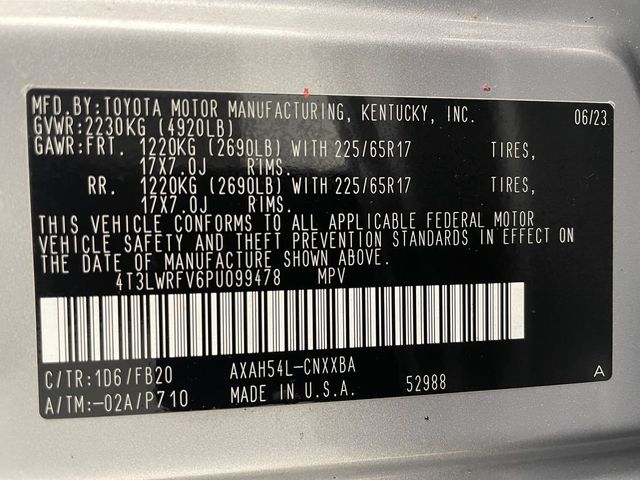 MFD.BY:TOYOTA MOTOR MANUFACTURING, KENTUCKY, INC. 06/23
GVWR:2230KG (4920LB)
GAWR:FRT. 1220KG (2690LB) WITH 225/65R17 TIRES,
17X7.0J RIMS.
RR. 1220KG (2690LB) WITH 225/65R17 TIRES,
17X7.0J RIMS.
THIS VEHICLE CONFORMS TO ALL APPLICABLE FEDERAL MOTOR
VEHICLE SAFETY AND THEFT PREVENTION STANDARDS IN EFFECT ON
THE DATE OF MANUFACTURE SHOWN ABOVE.
4T3LWRFV6PU099478 MPV
C/TR:1D6/FB20 AXAH54L-CNXXBA
A/TM:-02A/P710 MADE IN U.S.A. 52988 A